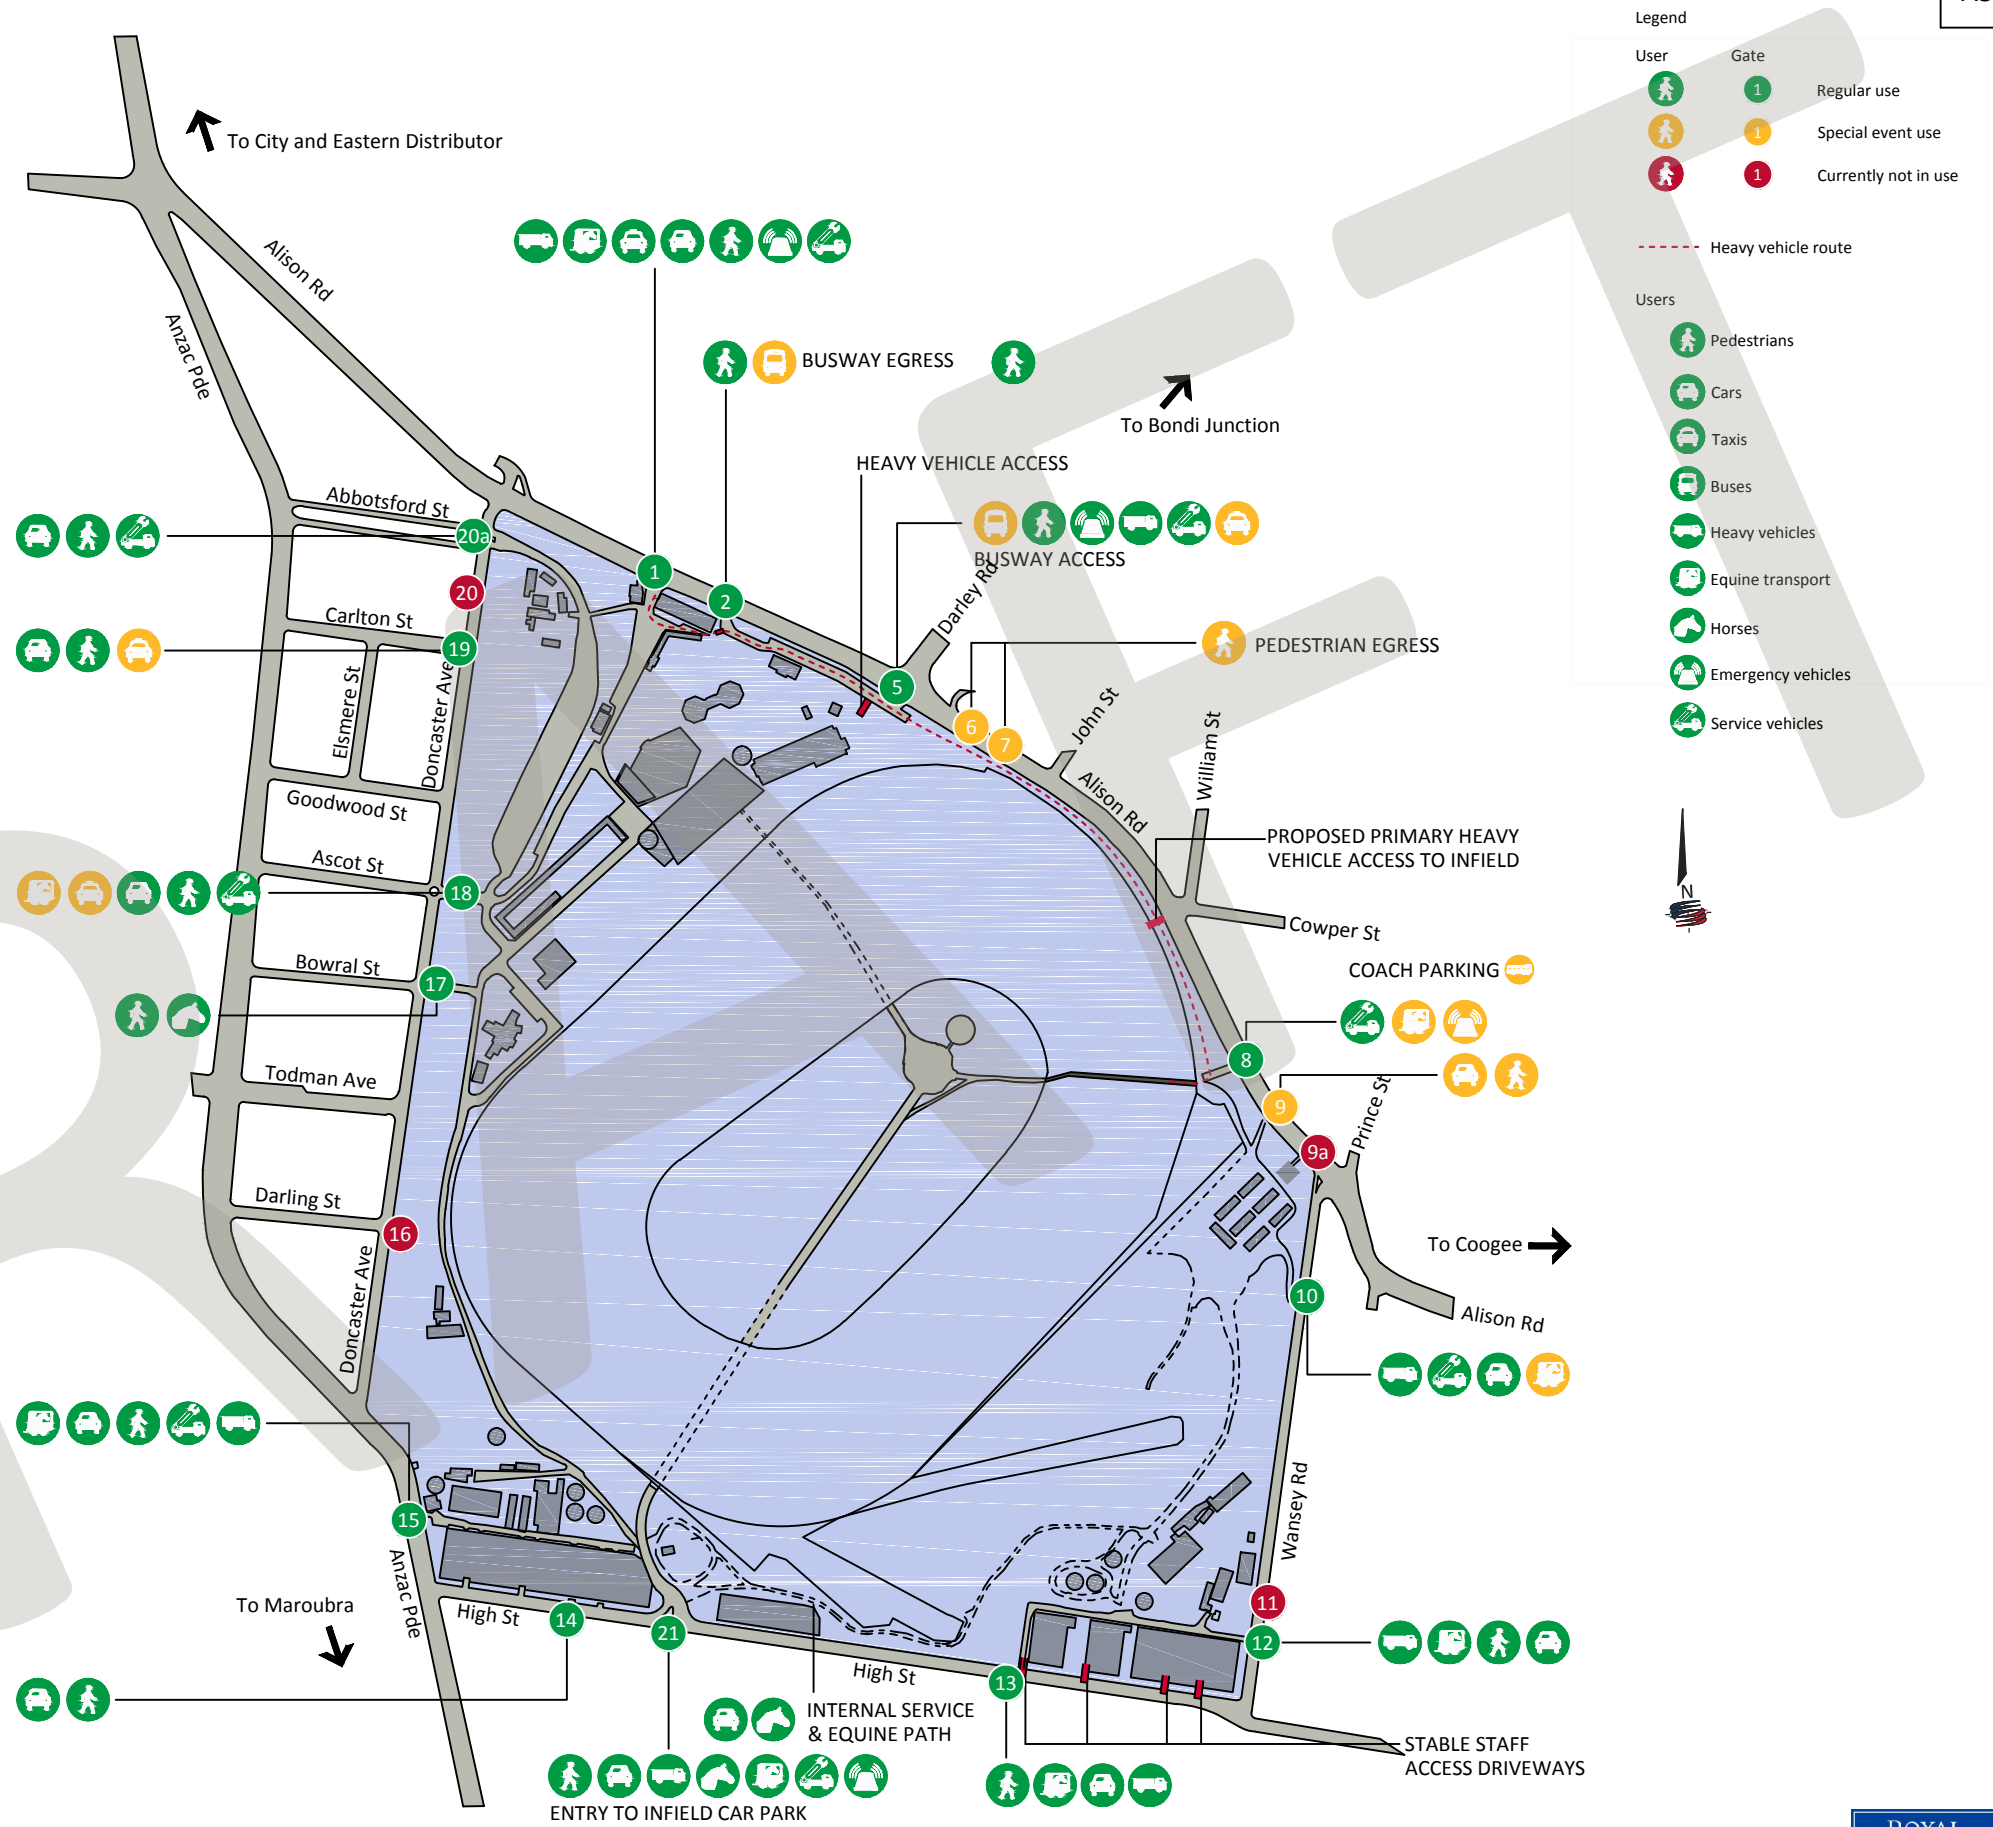 Legend
User Gate
1 Regular use
1 Special event use
1 Currently not in use
Heavy vehicle route
Users
Pedestrians
Cars
Taxis
Buses
Heavy vehicles
Equine transport
Horses
Emergency vehicles
Service vehicles
N
To City and Eastern Distributor
Alison Rd
Anzac Pde
BUSWAY EGRESS
To Bondi Junction
HEAVY VEHICLE ACCESS
BUSWAY ACCESS
Darley Rd
PEDESTRIAN EGRESS
John St
William St
Alison Rd
PROPOSED PRIMARY HEAVY
VEHICLE ACCESS TO INFIELD
Cowper St
COACH PARKING
Prince St
To Coogee
Alison Rd
Abbotsford St
20a
20
Carlton St
19
Elsmere St
Doncaster Ave
Goodwood St
Ascot St
18
Bowral St
17
Todman Ave
Darling St
16
Doncaster Ave
1
2
5
6
7
8
9
9a
10
Wansey Rd
11
12
15
Anzac Pde
To Maroubra
High St
14
21
High St
13
INTERNAL SERVICE
& EQUINE PATH
ENTRY TO INFIELD CAR PARK
STABLE STAFF
ACCESS DRIVEWAYS
ROYAL